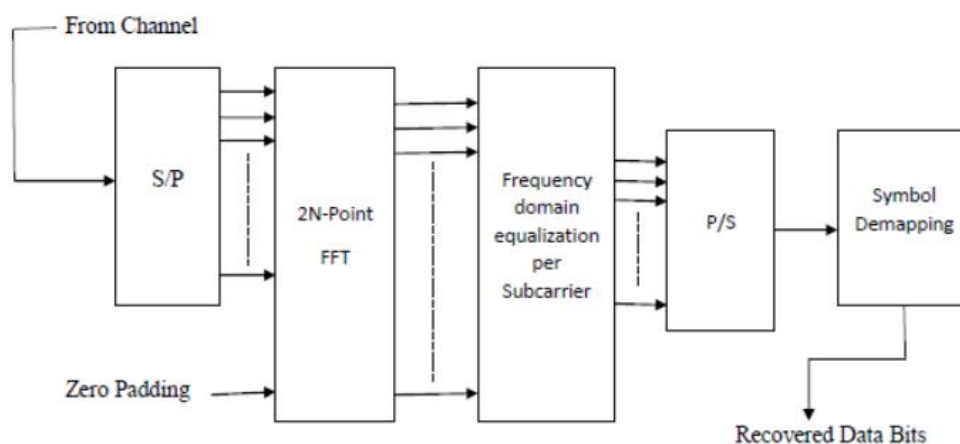 From Channel
S/P
2N-Point
FFT
Frequency
domain
equalization
per
Subcarrier
P/S
Symbol
Demapping
Zero Padding
Recovered Data Bits